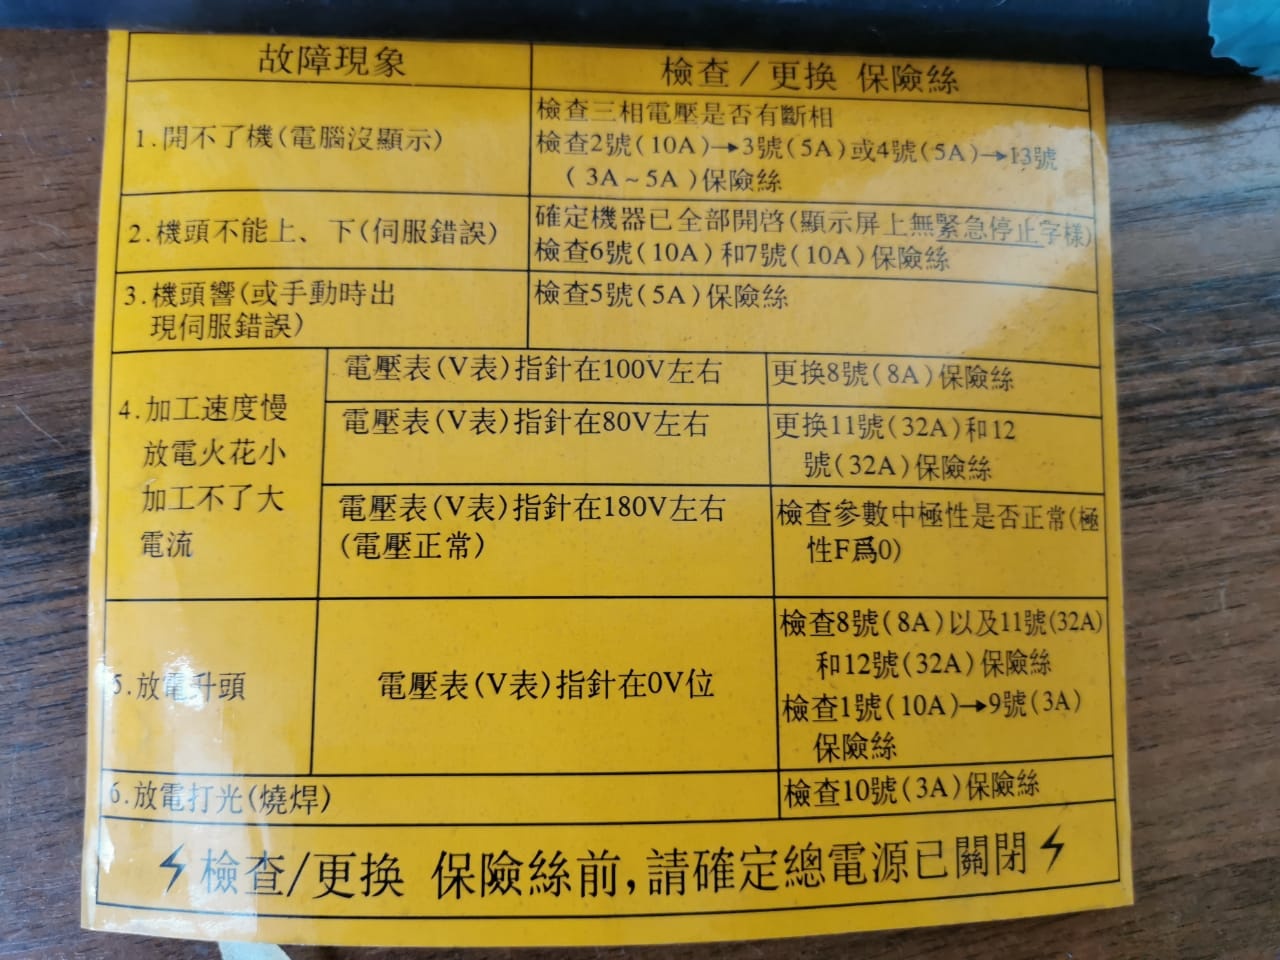 故障現象
檢查/更換 保險絲
1.開不了機(電腦沒顯示)
檢查三相電壓是否有斷相
檢查2號(10A)→3號(5A)或4號(5A)→13號
(3A~5A)保險絲
2.機頭不能上、下(伺服錯誤)
確定機器已全部開啓(顯示屏上無緊急停止字樣)
檢查6號(10A)和7號(10A)保險絲
3.機頭響(或手動時出
現伺服錯誤)
檢查5號(5A)保險絲
4.加工速度慢
放電火花小
加工不了大
電流
電壓表(V表)指針在100V左右
更換8號(8A)保險絲
電壓表(V表)指針在80V左右
更換11號(32A)和12
號(32A)保險絲
電壓表(V表)指針在180V左右
(電壓正常)
檢查參數中極性是否正常(極
性F爲0)
5.放電升頭
電壓表(V表)指針在0V位
檢查8號(8A)以及11號(32A)
和12號(32A)保險絲
檢查1號(10A)→9號(3A)
保險絲
6.放電打光(燒焊)
檢查10號(3A)保險絲
檢查/更換 保險絲前,請確定總電源已關閉